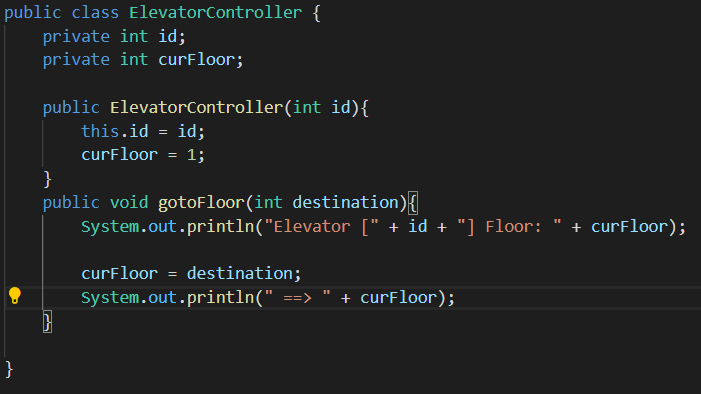 public class ElevatorController {
    private int id;
    private int curFloor;

    public ElevatorController(int id){
        this.id = id;
        curFloor = 1;
    }
    public void gotoFloor(int destination){
        System.out.println("Elevator [" + id + "] Floor: " + curFloor);

        curFloor = destination;
        System.out.println(" ==> " + curFloor);
    }

}